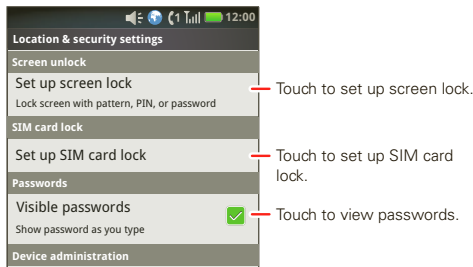 12:00
Location & security settings
Screen unlock
Set up screen lock
Lock screen with pattern, PIN, or password
Touch to set up screen lock.
SIM card lock
Set up SIM card lock
Touch to set up SIM card
lock.
Passwords
Visible passwords
Show password as you type
Touch to view passwords.
Device administration